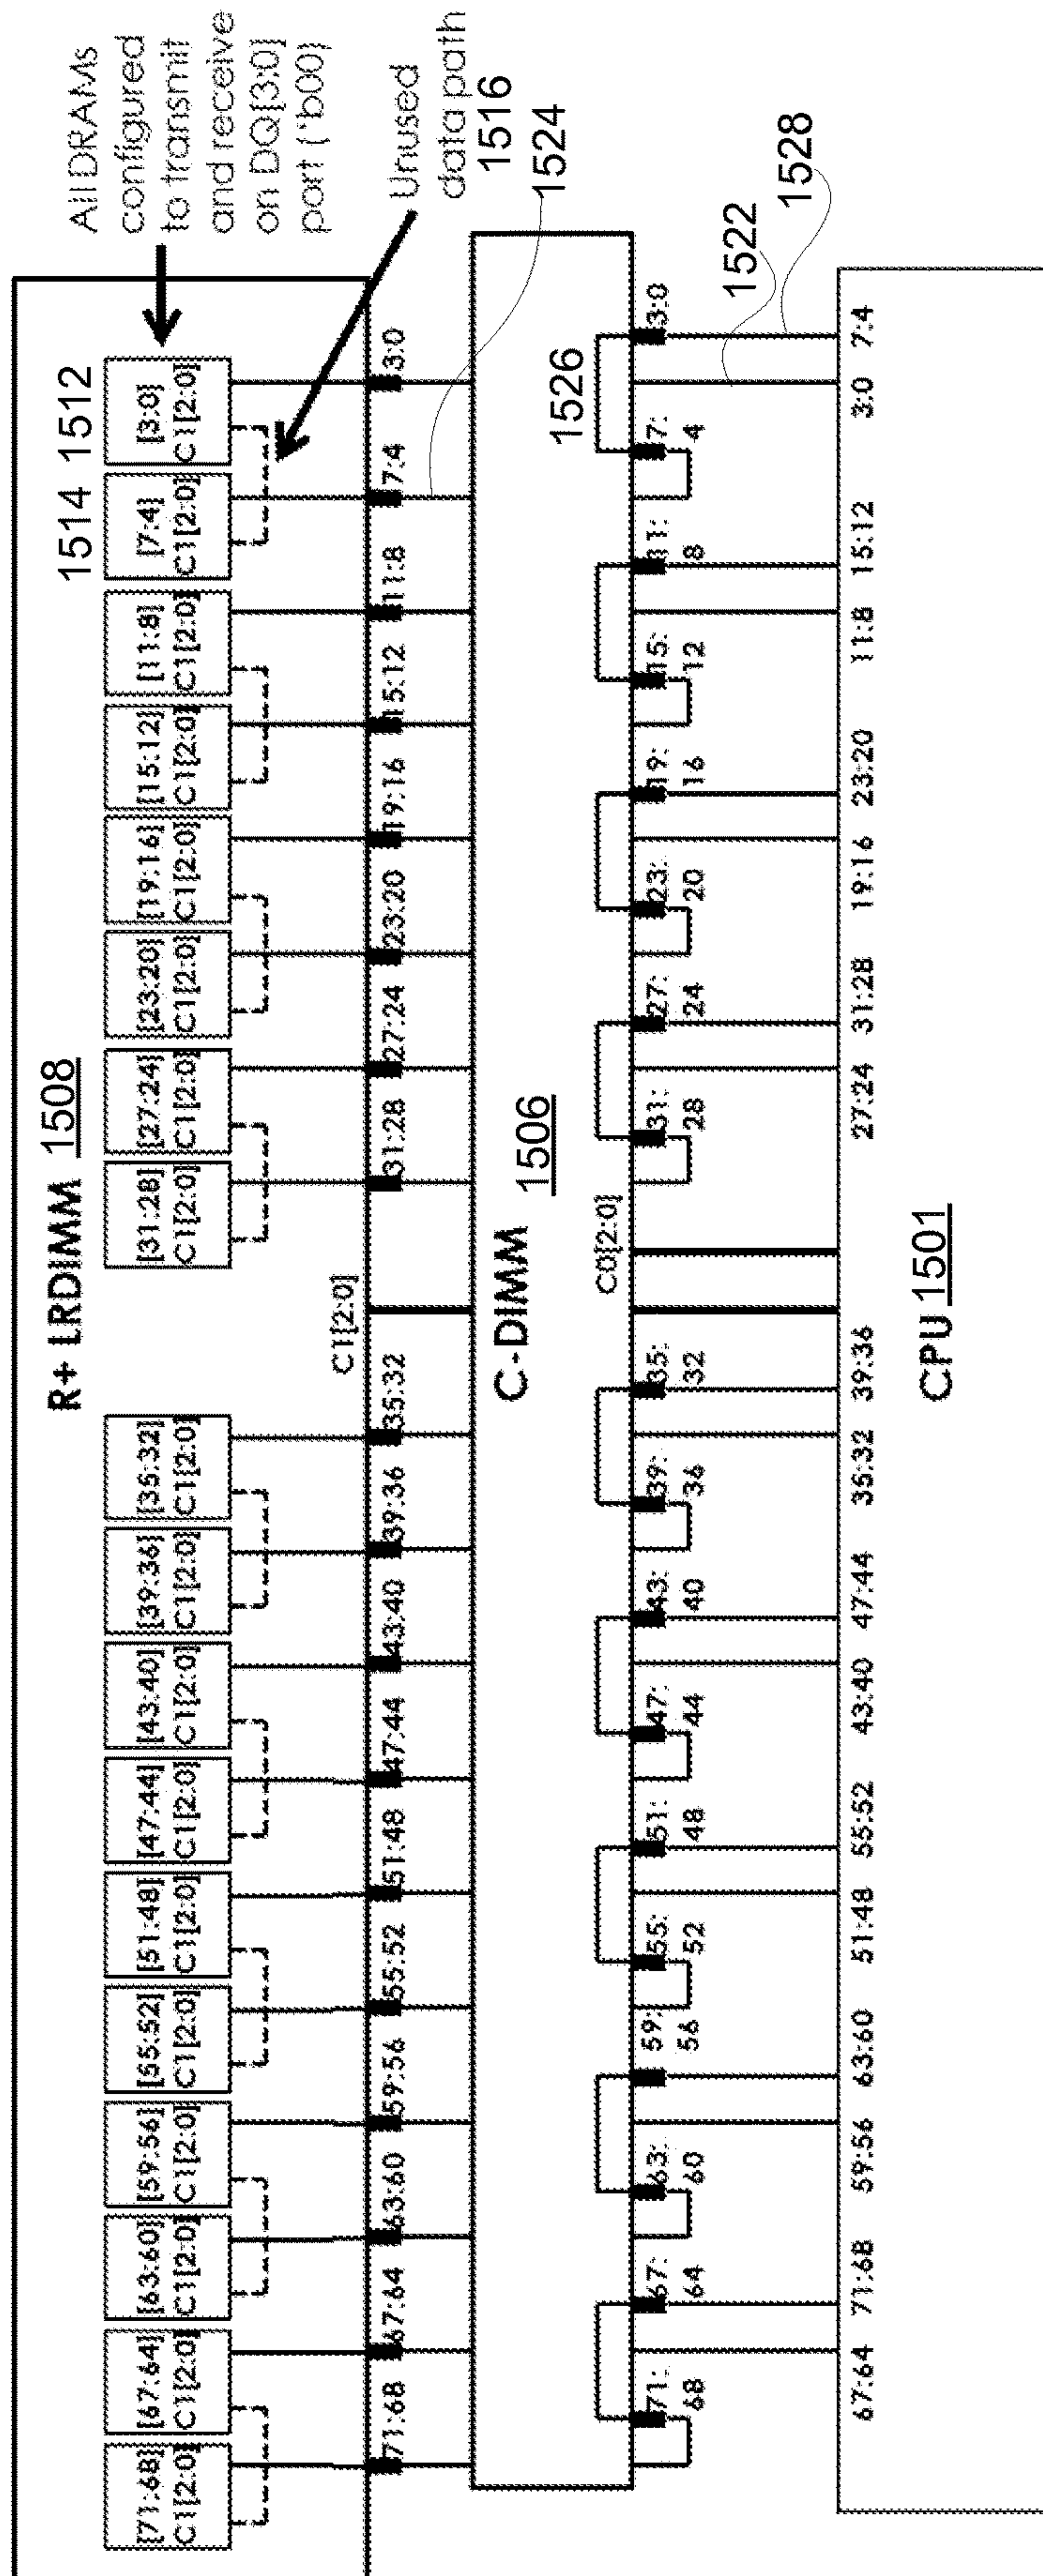 All DRAMs
configured
to transmit
and receive
on DQ[3:0]
port ('b00)
Unused
data path
1516
1524
R+ LRDIMM 1508
1514 1512
[71:68] [67:64] [63:60] [59:56] [55:52] [51:48] [47:44] [43:40] [39:36] [35:32] [31:28] [27:24] [23:20] [19:16] [15:12] [11:8] [7:4] [3:0]
C1[2:0] C1[2:0] C1[2:0] C1[2:0] C1[2:0] C1[2:0] C1[2:0] C1[2:0] C1[2:0] C1[2:0] C1[2:0] C1[2:0] C1[2:0] C1[2:0] C1[2:0] C1[2:0] C1[2:0] C1[2:0]
C1[2:0]
71:68 67:64 63:60 59:56 55:52 51:48 47:44 43:40 39:36 35:32 31:28 27:24 23:20 19:16 15:12 11:8 7:4 3:0
C-DIMM 1506
1526
C0[2:0]
71: 67: 63: 59: 55: 51: 47: 43: 39: 35: 31: 27: 23: 19: 15: 11: 7: 3:0
68 64 60 56 52 48 44 40 36 32 28 24 20 16 12 8 4
1522
1528
67:64 71:68 59:56 63:60 51:48 55:52 43:40 47:44 35:32 39:36 27:24 31:28 19:16 23:20 11:8 15:12 3:0 7:4
CPU 1501